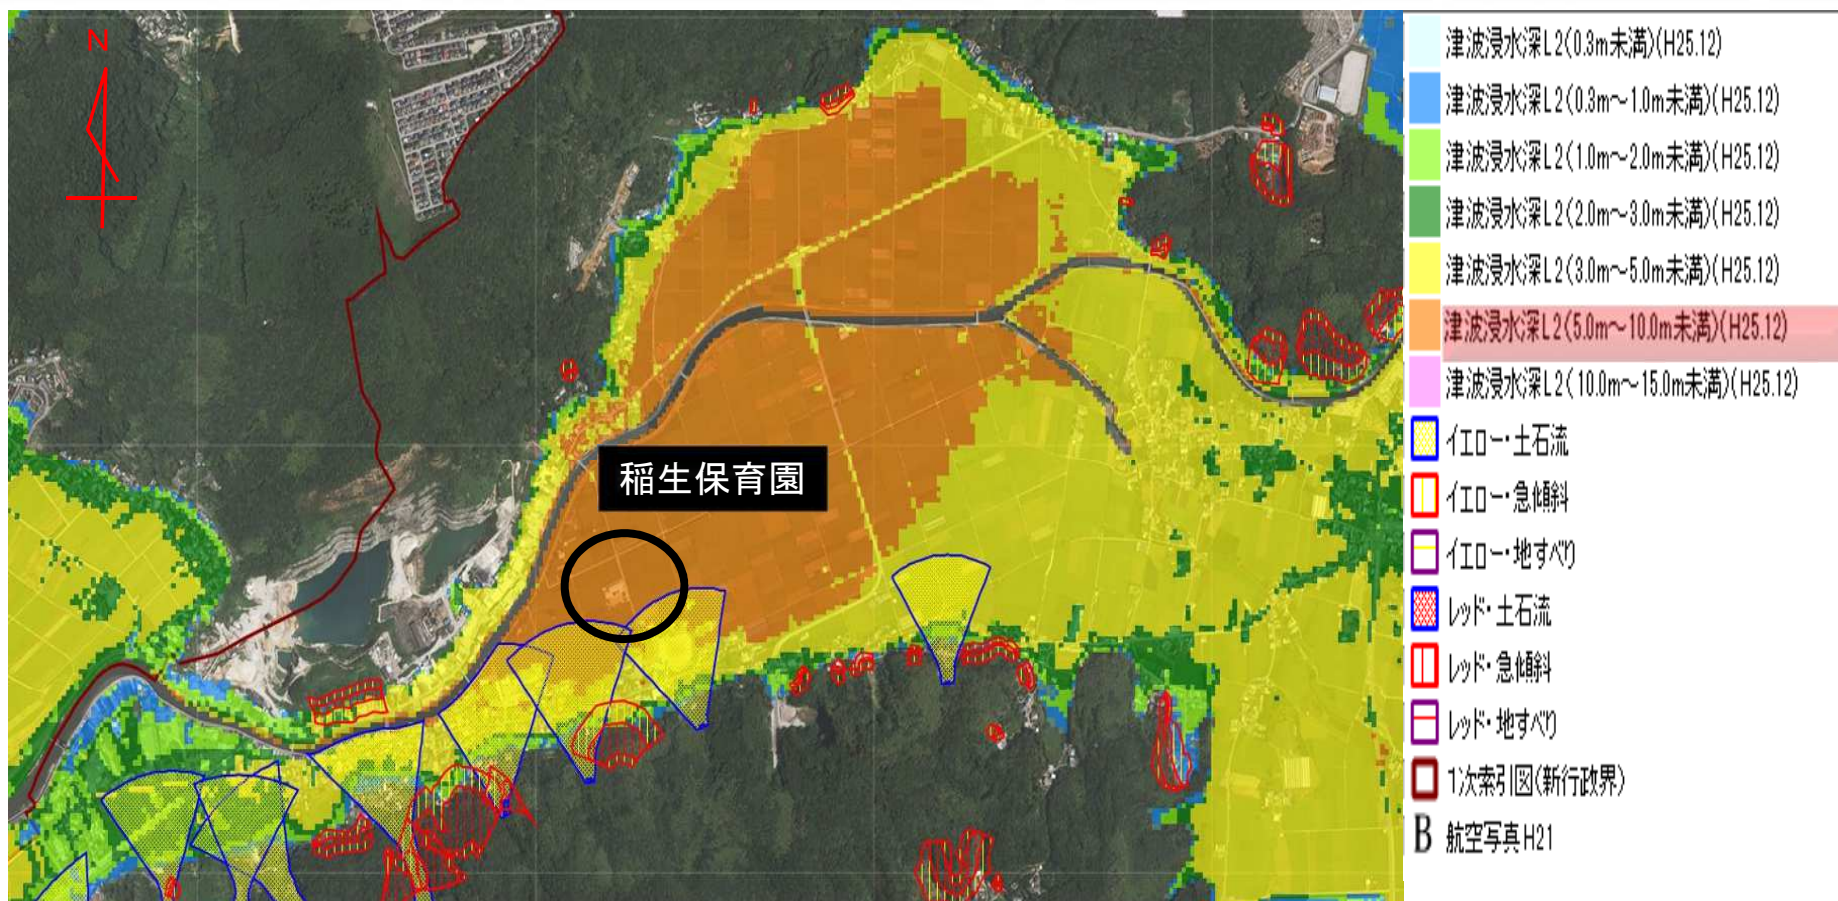 N
稲生保育園
津波浸水深L2(0.3m未満)(H25.12)
津波浸水深L2(0.3m～1.0m未満)(H25.12)
津波浸水深L2(1.0m～2.0m未満)(H25.12)
津波浸水深L2(2.0m～3.0m未満)(H25.12)
津波浸水深L2(3.0m～5.0m未満)(H25.12)
津波浸水深L2(5.0m～10.0m未満)(H25.12)
津波浸水深L2(10.0m～15.0m未満)(H25.12)
イエロー・土石流
イエロー・急傾斜
イエロー・地すべり
レッド・土石流
レッド・急傾斜
レッド・地すべり
1次索引図(新行政界)
B 航空写真H21